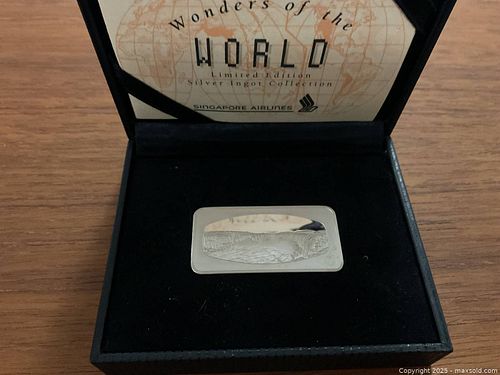 Wonders of the
WORLD
Limited Edition
Silver Ingot Collection
SINGAPORE AIRLINES
Copyright 2025 - maxsold.com